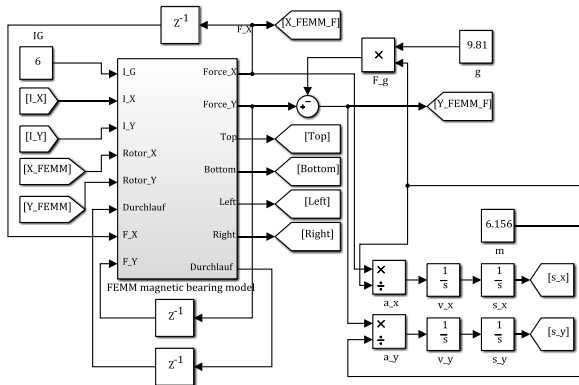 Z-1
[X_FEMM_F]
F_X
IG
6
9.81
g
×
F_g
I_G
Force_X
[I_X]
I_X
Force_Y
+
−
[Y_FEMM_F]
[I_Y]
I_Y
Top
[Top]
[X_FEMM]
Rotor_X
Bottom
[Bottom]
[Y_FEMM]
Rotor_Y
Left
[Left]
Durchlauf
F_X
Right
[Right]
6.156
m
F_Y
Durchlauf
FEMM magnetic bearing model
×
÷
a_x
1
s
v_x
1
s
s_x
[s_x]
Z-1
×
÷
a_y
1
s
v_y
1
s
s_y
[s_y]
Z-1